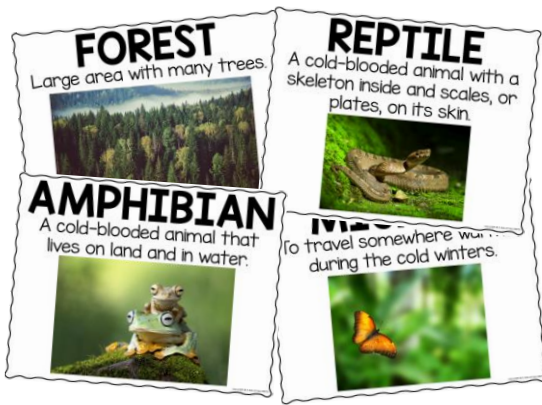 FOREST
Large area with many trees.
REPTILE
A cold-blooded animal with a
skeleton inside and scales, or
plates, on its skin.
AMPHIBIAN
A cold-blooded animal that
lives on land and in water.
To travel somewhere
during the cold winters.